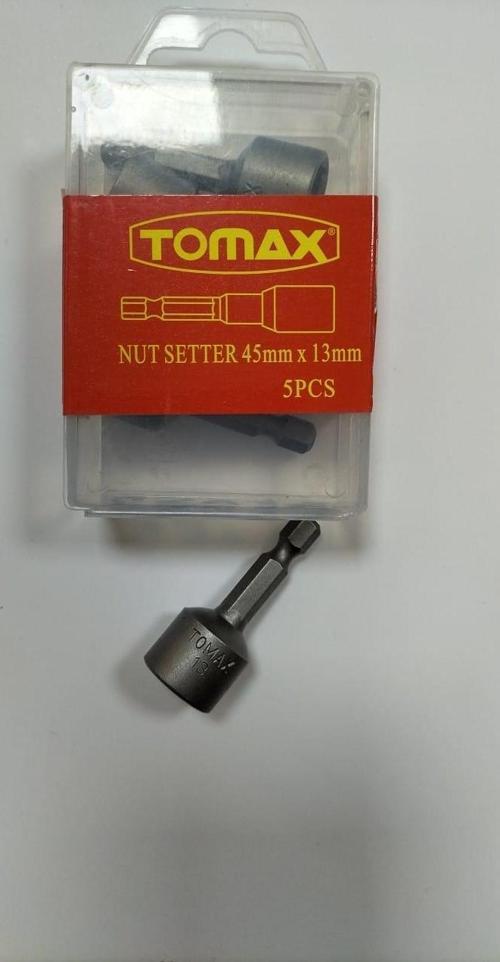 TOMAX®
NUT SETTER 45mm x 13mm
5PCS
TOMAX
13